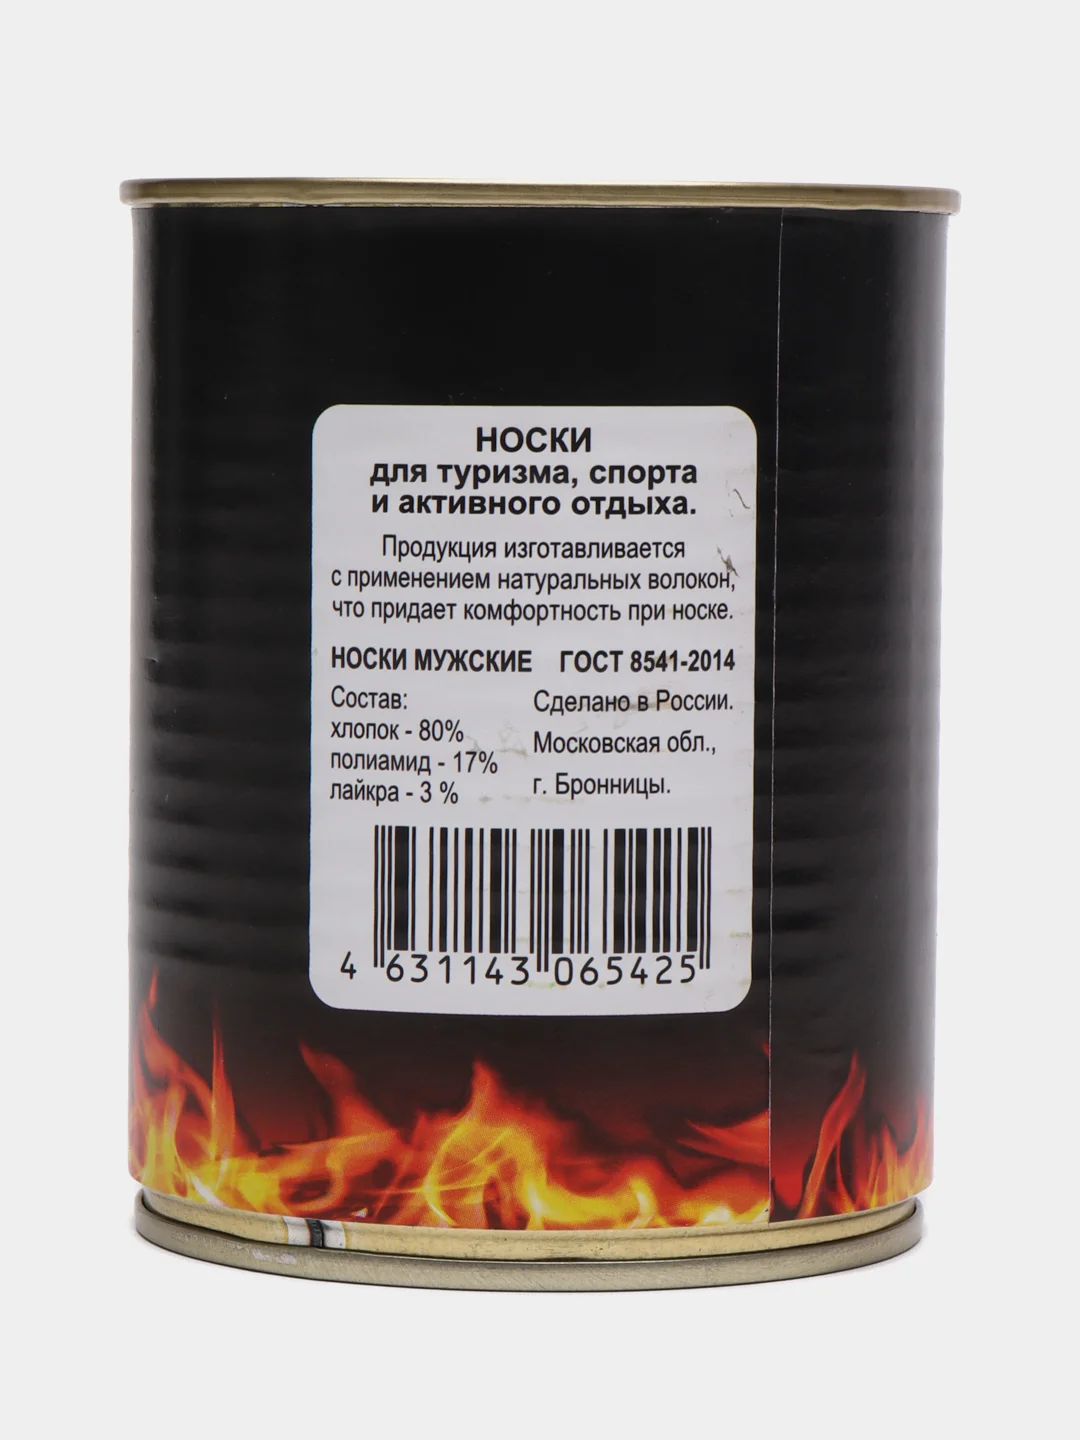 НОСКИ
для туризма, спорта
и активного отдыха.
Продукция изготавливается
с применением натуральных волокон,
что придает комфортность при носке.
НОСКИ МУЖСКИЕ ГОСТ 8541-2014
Состав:
хлопок - 80%
полиамид - 17%
лайкра - 3 %
Сделано в России.
Московская обл.,
г. Бронницы.
4 631143 065425